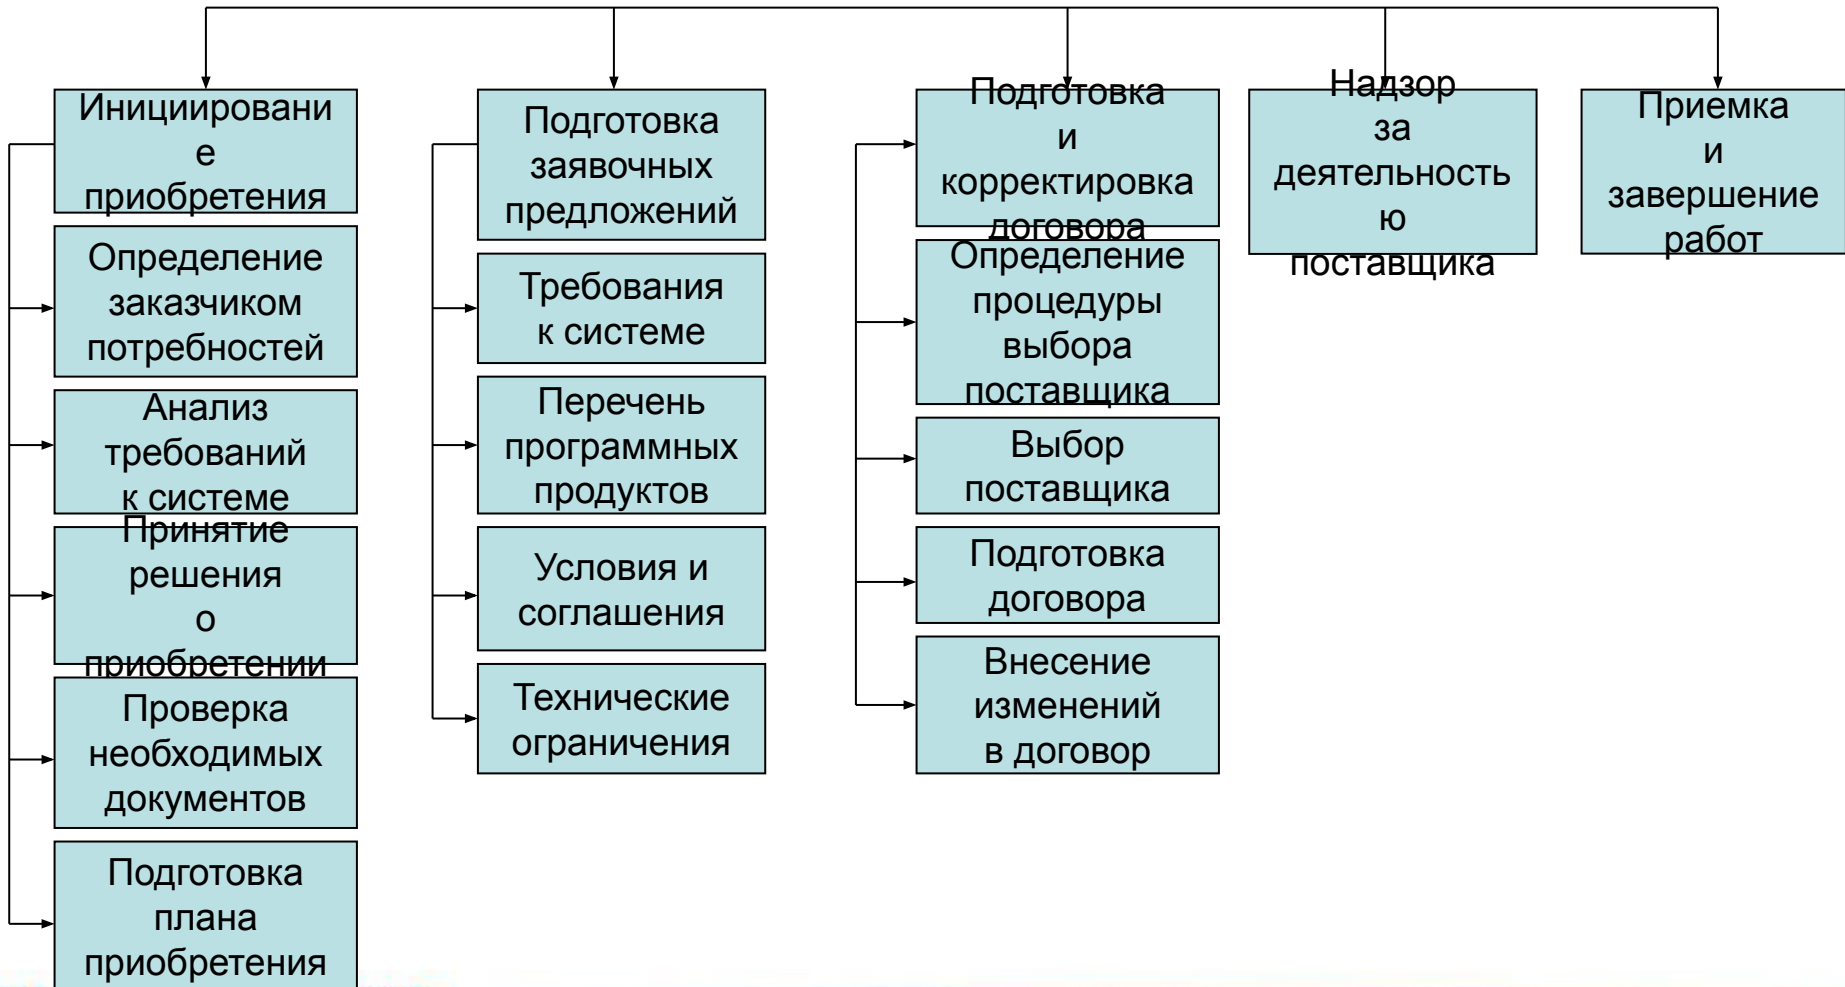 Инициировани
е
приобретения
Определение
заказчиком
потребностей
Анализ
требований
к системе
Принятие
решения
о
приобретении
Проверка
необходимых
документов
Подготовка
плана
приобретения
Подготовка
заявочных
предложений
Требования
к системе
Перечень
программных
продуктов
Условия и
соглашения
Технические
ограничения
Подготовка
и
корректировка
договора
Определение
процедуры
выбора
поставщика
Выбор
поставщика
Подготовка
договора
Внесение
изменений
в договор
Надзор
за
деятельность
ю
поставщика
Приемка
и
завершение
работ